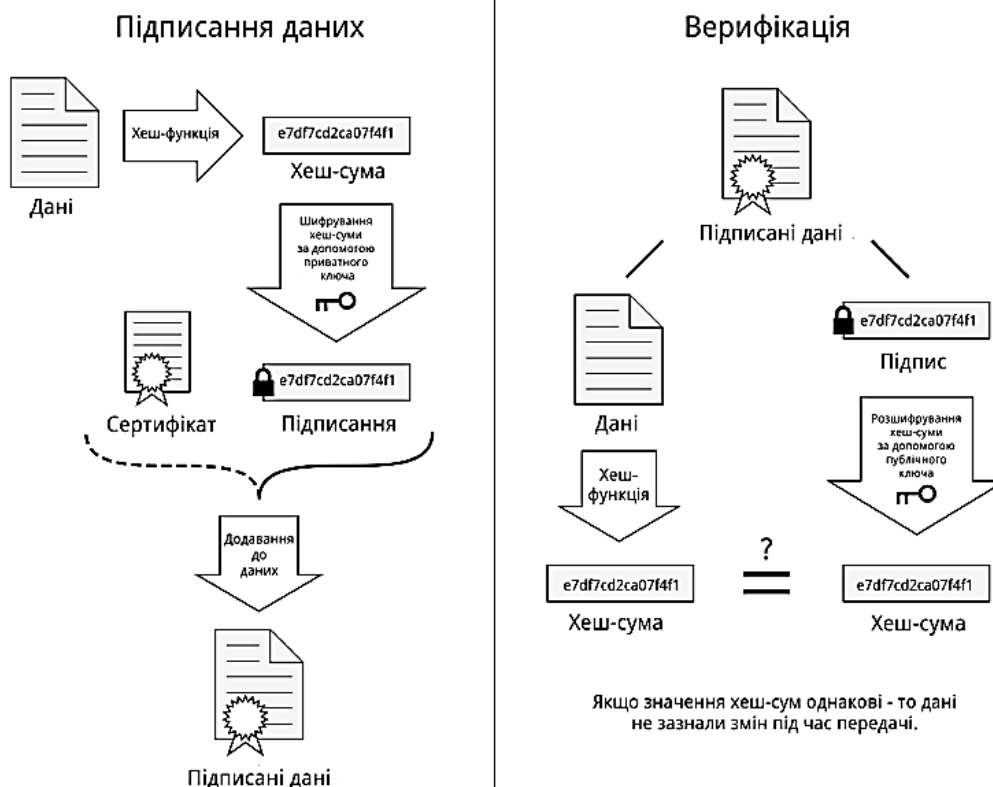 Підписання даних
Хеш-функція
e7df7cd2ca07f4f1
Хеш-сума
Дані
Шифрування
хеш-суми
за допомогою
приватного
ключа
e7df7cd2ca07f4f1
Сертифікат
Підписання
Додавання
до
даних
Підписані дані
Верифікація
Підписані дані .
e7df7cd2ca07f4f1
Підпис
Дані
Хеш-
функція
Розшифрування
хеш-суми
за допомогою
публічного
ключа
?
e7df7cd2ca07f4f1
e7df7cd2ca07f4f1
Хеш-сума
Хеш-сума
Якщо значення хеш-сум однакові - то дані
не зазнали змін під час передачі.